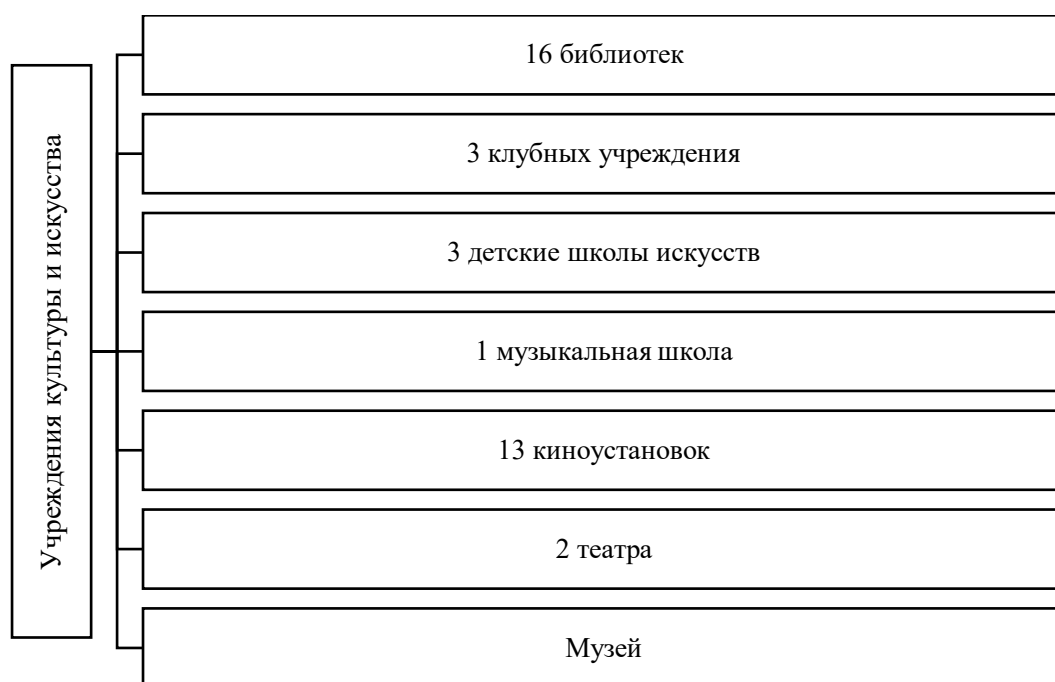 Учреждения культуры и искусства
16 библиотек
3 клубных учреждения
3 детские школы искусств
1 музыкальная школа
13 киноустановок
2 театра
Музей